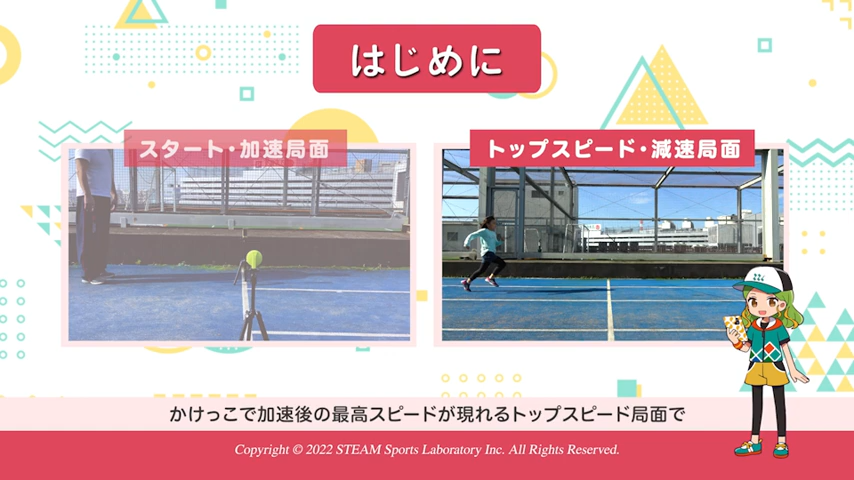 はじめに
スタート・加速局面
トップスピード・減速局面
かけっこで加速後の最高スピードが現れるトップスピード局面で
Copyright © 2022 STEAM Sports Laboratory Inc. All Rights Reserved.